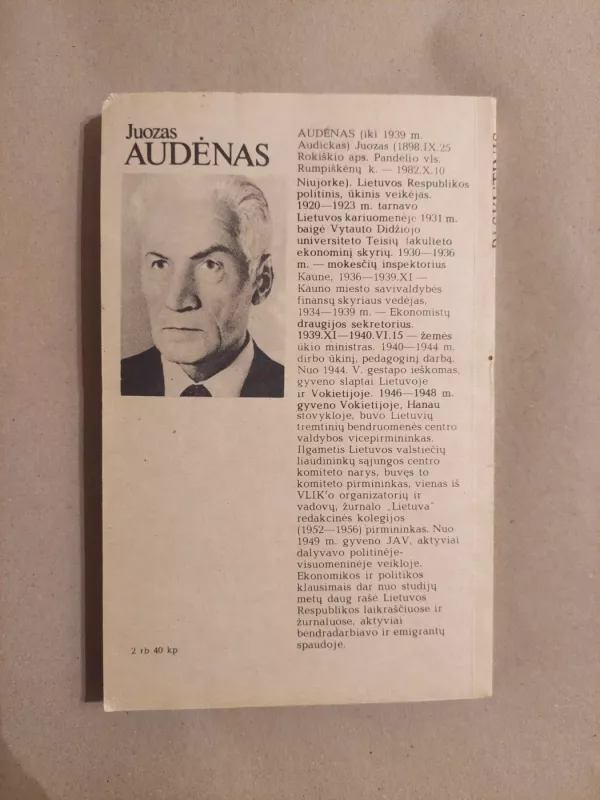 Juozas
AUDĖNAS
AUDĖNAS (iki 1939 m.
Audickas) Juozas (1898.IX.25
Rokiškio aps. Pandėlio vls.
Rumpiškėnų k. — 1982.X.10
Niujorke). Lietuvos Respublikos
politinis, ūkinis veikėjas.
1920—1923 m. tarnavo
Lietuvos kariuomenėje 1931 m.
baigė Vytauto Didžiojo
universiteto Teisių fakulteto
ekonominį skyrių. 1930—1936
m. — mokesčių inspektorius
Kaune, 1936—1939.XI —
Kauno miesto savivaldybės
finansų skyriaus vedėjas,
1934—1939 m. — Ekonomistų
draugijos sekretorius.
1939.XI—1940.VI.15 — žemės
ūkio ministras. 1940—1944 m.
dirbo ūkinį, pedagoginį darbą.
Nuo 1944. V. gestapo ieškomas,
gyveno slaptai Lietuvoje
ir Vokietijoje. 1946—1948 m.
gyveno Vokietijoje, Hanau
stovykloje, buvo Lietuvių
tremtinių bendruomenės centro
valdybos vicepirmininkas.
Ilgametis Lietuvos valstiečių
liaudininkų sąjungos centro
komiteto narys, buvęs to
komiteto pirmininkas, vienas iš
VLIK'o organizatorių ir
vadovų, žurnalo „Lietuva"
redakcinės kolegijos
(1952—1956) pirmininkas. Nuo
1949 m. gyveno JAV, aktyviai
dalyvavo politinėje-
visuomeninėje veikloje.
Ekonomikos ir politikos
klausimais dar nuo studijų
metų daug rašė Lietuvos
Respublikos laikraščiuose ir
žurnaluose, aktyviai
bendradarbiavo ir emigrantų
spaudoje.
2 rb 40 kp